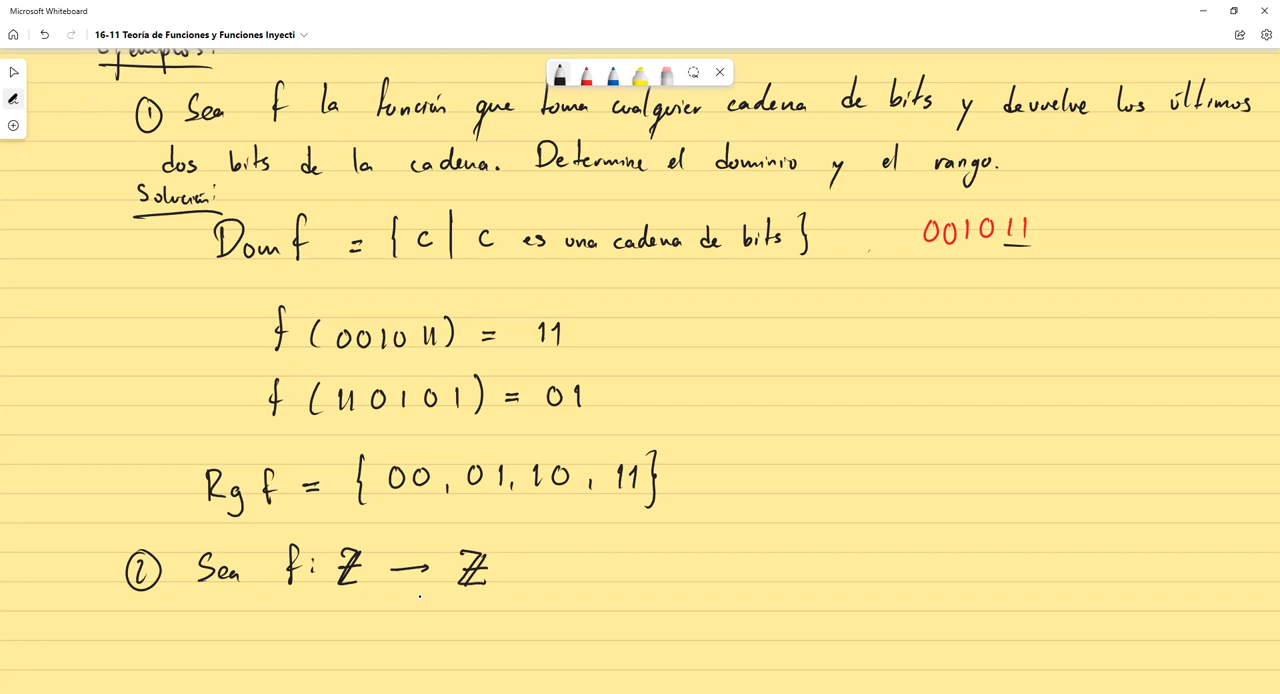 Microsoft Whiteboard
16-11 Teoría de Funciones y Funciones Inyecti
Ejemplos:
① Sea f la función que toma cualquier cadena de bits y devuelve los últimos
dos bits de la cadena. Determine el dominio y el rango.
Solución:
Dom f = { c | c es una cadena de bits }
001011
f (001011) = 11
f (110101) = 01
Rg f = { 00, 01, 10, 11}
② Sea f: ℤ → ℤ